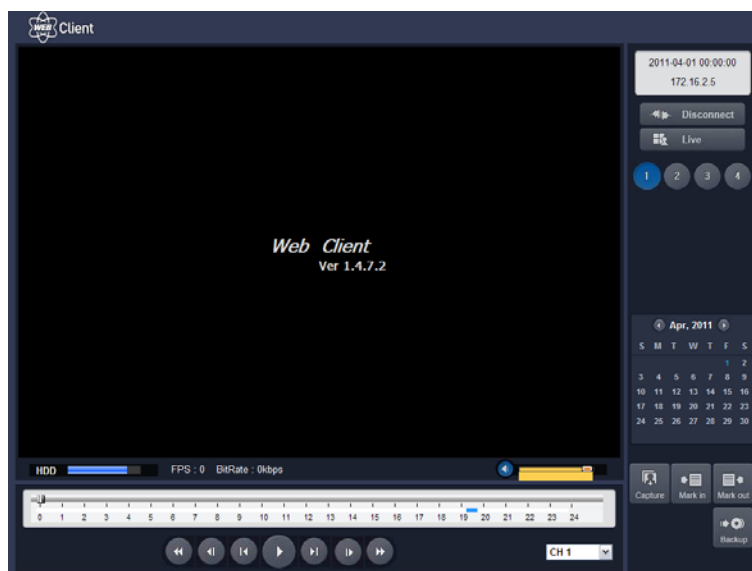 WEB Client
2011-04-01 00:00:00
172.16.2.5
Disconnect
Live
1 2 3 4
Web Client
Ver 1.4.7.2
Apr, 2011
S M T W T F S
1 2
3 4 5 6 7 8 9
10 11 12 13 14 15 16
17 18 19 20 21 22 23
24 25 26 27 28 29 30
HDD FPS : 0 BitRate : 0kbps
Capture Mark in Mark out
0 1 2 3 4 5 6 7 8 9 10 11 12 13 14 15 16 17 18 19 20 21 22 23 24
Backup
CH 1